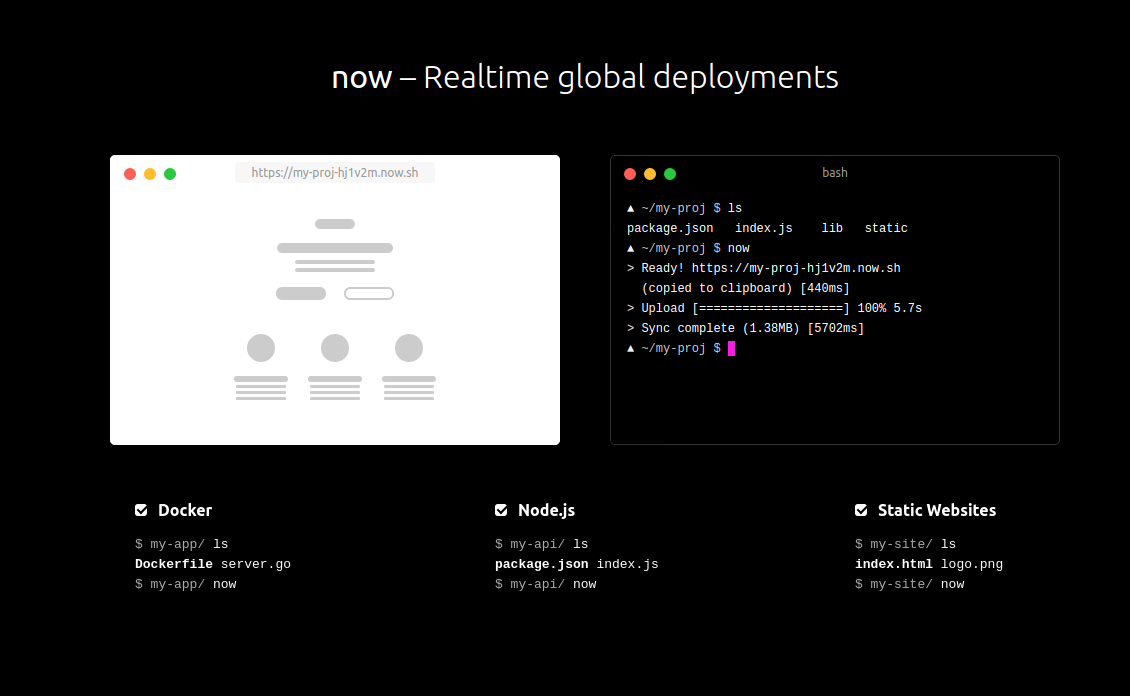 now – Realtime global deployments
https://my-proj-hj1v2m.now.sh
bash
▲ ~/my-proj $ ls
package.json   index.js    lib   static
▲ ~/my-proj $ now
> Ready! https://my-proj-hj1v2m.now.sh
  (copied to clipboard) [440ms]
> Upload [====================] 100% 5.7s
> Sync complete (1.38MB) [5702ms]
▲ ~/my-proj $
Docker
$ my-app/ ls
Dockerfile server.go
$ my-app/ now
Node.js
$ my-api/ ls
package.json index.js
$ my-api/ now
Static Websites
$ my-site/ ls
index.html logo.png
$ my-site/ now